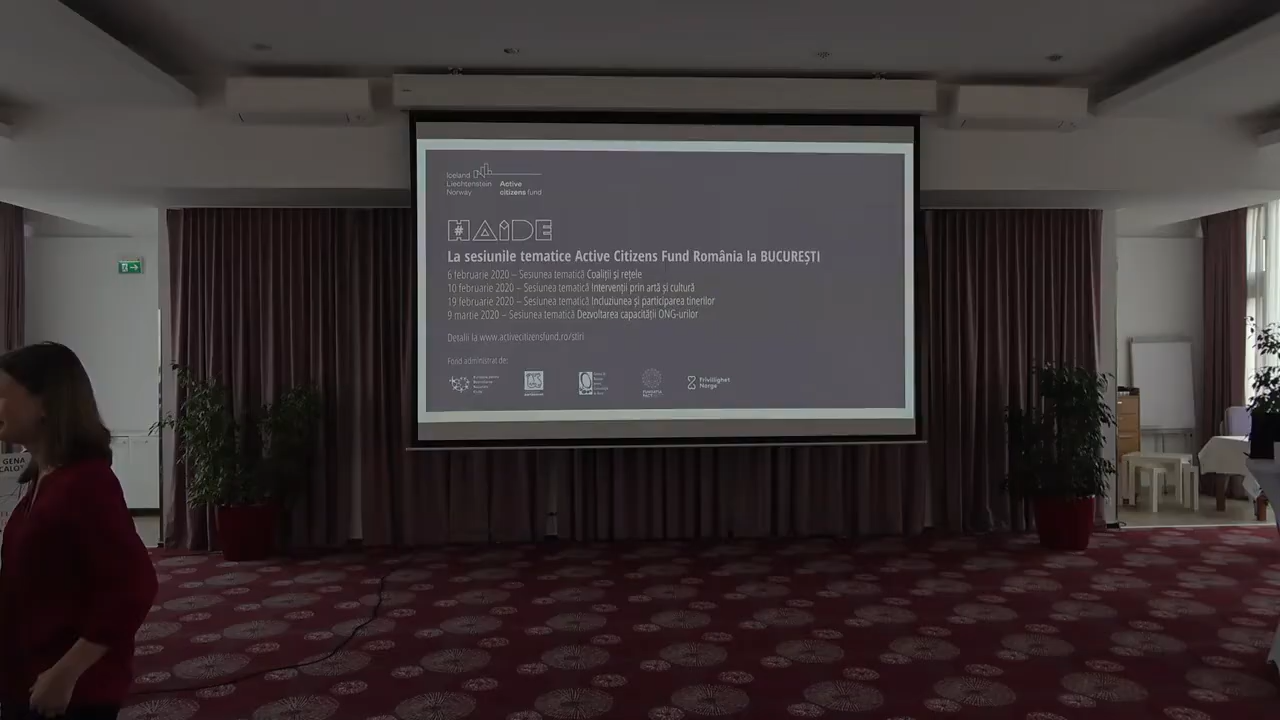 Iceland
Liechtenstein
Norway
Active
citizens fund
#HAIDE
La sesiunile tematice Active Citizens Fund România la BUCUREȘTI
6 februarie 2020 – Sesiunea tematică Coaliții și rețele
10 februarie 2020 – Sesiunea tematică Intervenții prin artă și cultură
19 februarie 2020 – Sesiunea tematică Incluziunea și participarea tinerilor
9 martie 2020 – Sesiunea tematică Dezvoltarea capacității ONG-urilor
Detalii la www.activecitizensfund.ro/stiri
Fond administrat de:
Frivillighet
Norge
GENA